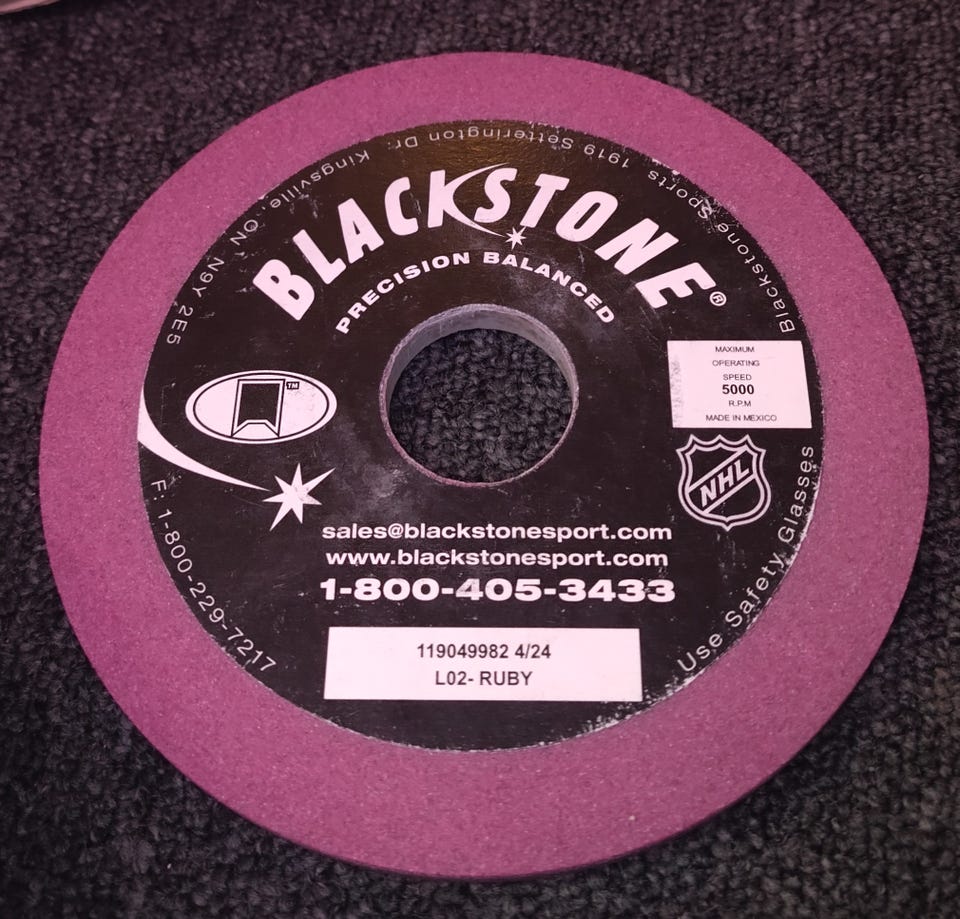 Blackstone Sports 1919 Setterington Dr. Kingsville, ON N9Y 2E5
BLACKSTONE®
PRECISION BALANCED
MAXIMUM
OPERATING
SPEED
5000
R.P.M
MADE IN MEXICO
TM
NHL
F: 1-800-229-7217
sales@blackstonesport.com
www.blackstonesport.com
1-800-405-3433
Use Safety Glasses
119049982 4/24
L02- RUBY